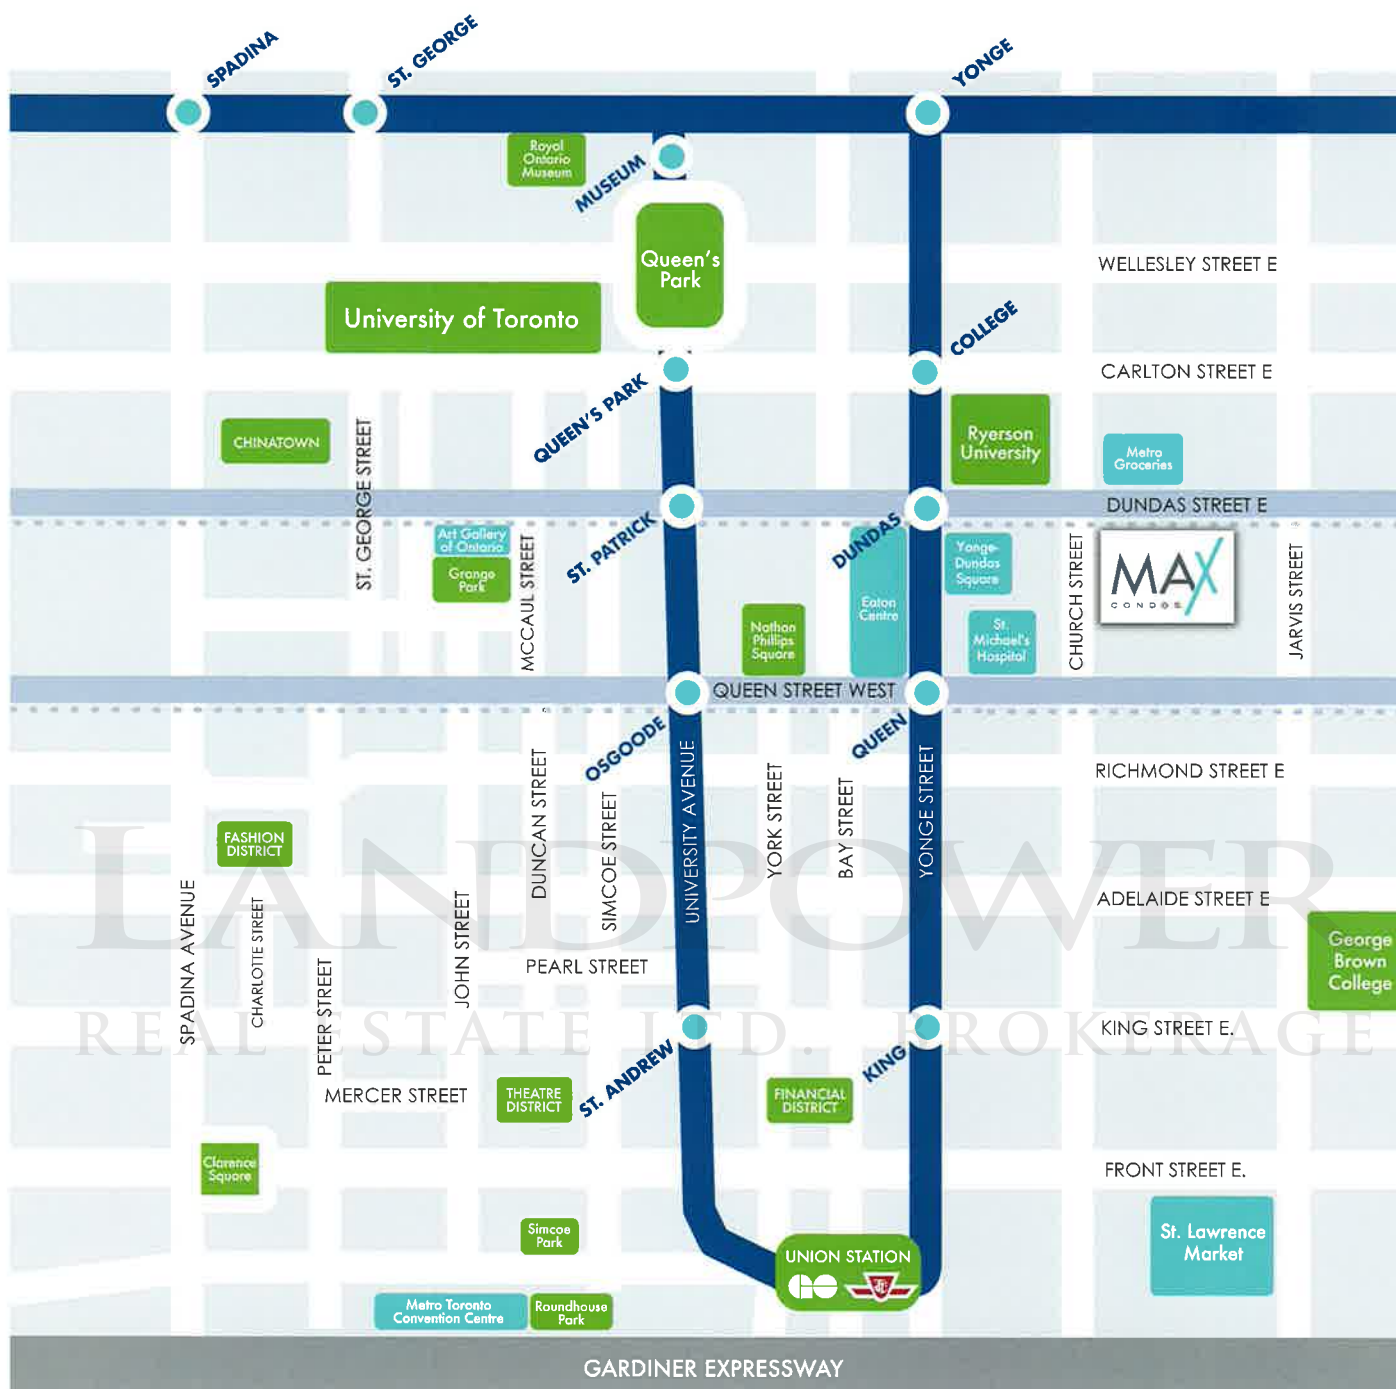 SPADINA
ST. GEORGE
YONGE
Royal
Ontario
Museum
MUSEUM
Queen's
Park
WELLESLEY STREET E
University of Toronto
COLLEGE
QUEEN'S PARK
CARLTON STREET E
CHINATOWN
ST. GEORGE STREET
Ryerson
University
Metro
Groceries
DUNDAS STREET E
Art Gallery
of Ontario
Grange
Park
MCCAUL STREET
ST. PATRICK
DUNDAS
Yonge-
Dundas
Square
CHURCH STREET
MAX
CONDOS
JARVIS STREET
Eaton
Centre
Nathan
Phillips
Square
St.
Michael's
Hospital
QUEEN STREET WEST
OSGOODE
QUEEN
UNIVERSITY AVENUE
YONGE STREET
RICHMOND STREET E
DUNCAN STREET
SIMCOE STREET
YORK STREET
BAY STREET
FASHION
DISTRICT
LANDPOWER
REAL ESTATE LTD. BROKERAGE
SPADINA AVENUE
CHARLOTTE STREET
PETER STREET
JOHN STREET
ADELAIDE STREET E
George
Brown
College
PEARL STREET
KING STREET E.
ST. ANDREW
KING
MERCER STREET
THEATRE
DISTRICT
FINANCIAL
DISTRICT
Clarence
Square
FRONT STREET E.
Simcoe
Park
UNION STATION
GO
TTC
St. Lawrence
Market
Metro Toronto
Convention Centre
Roundhouse
Park
GARDINER EXPRESSWAY